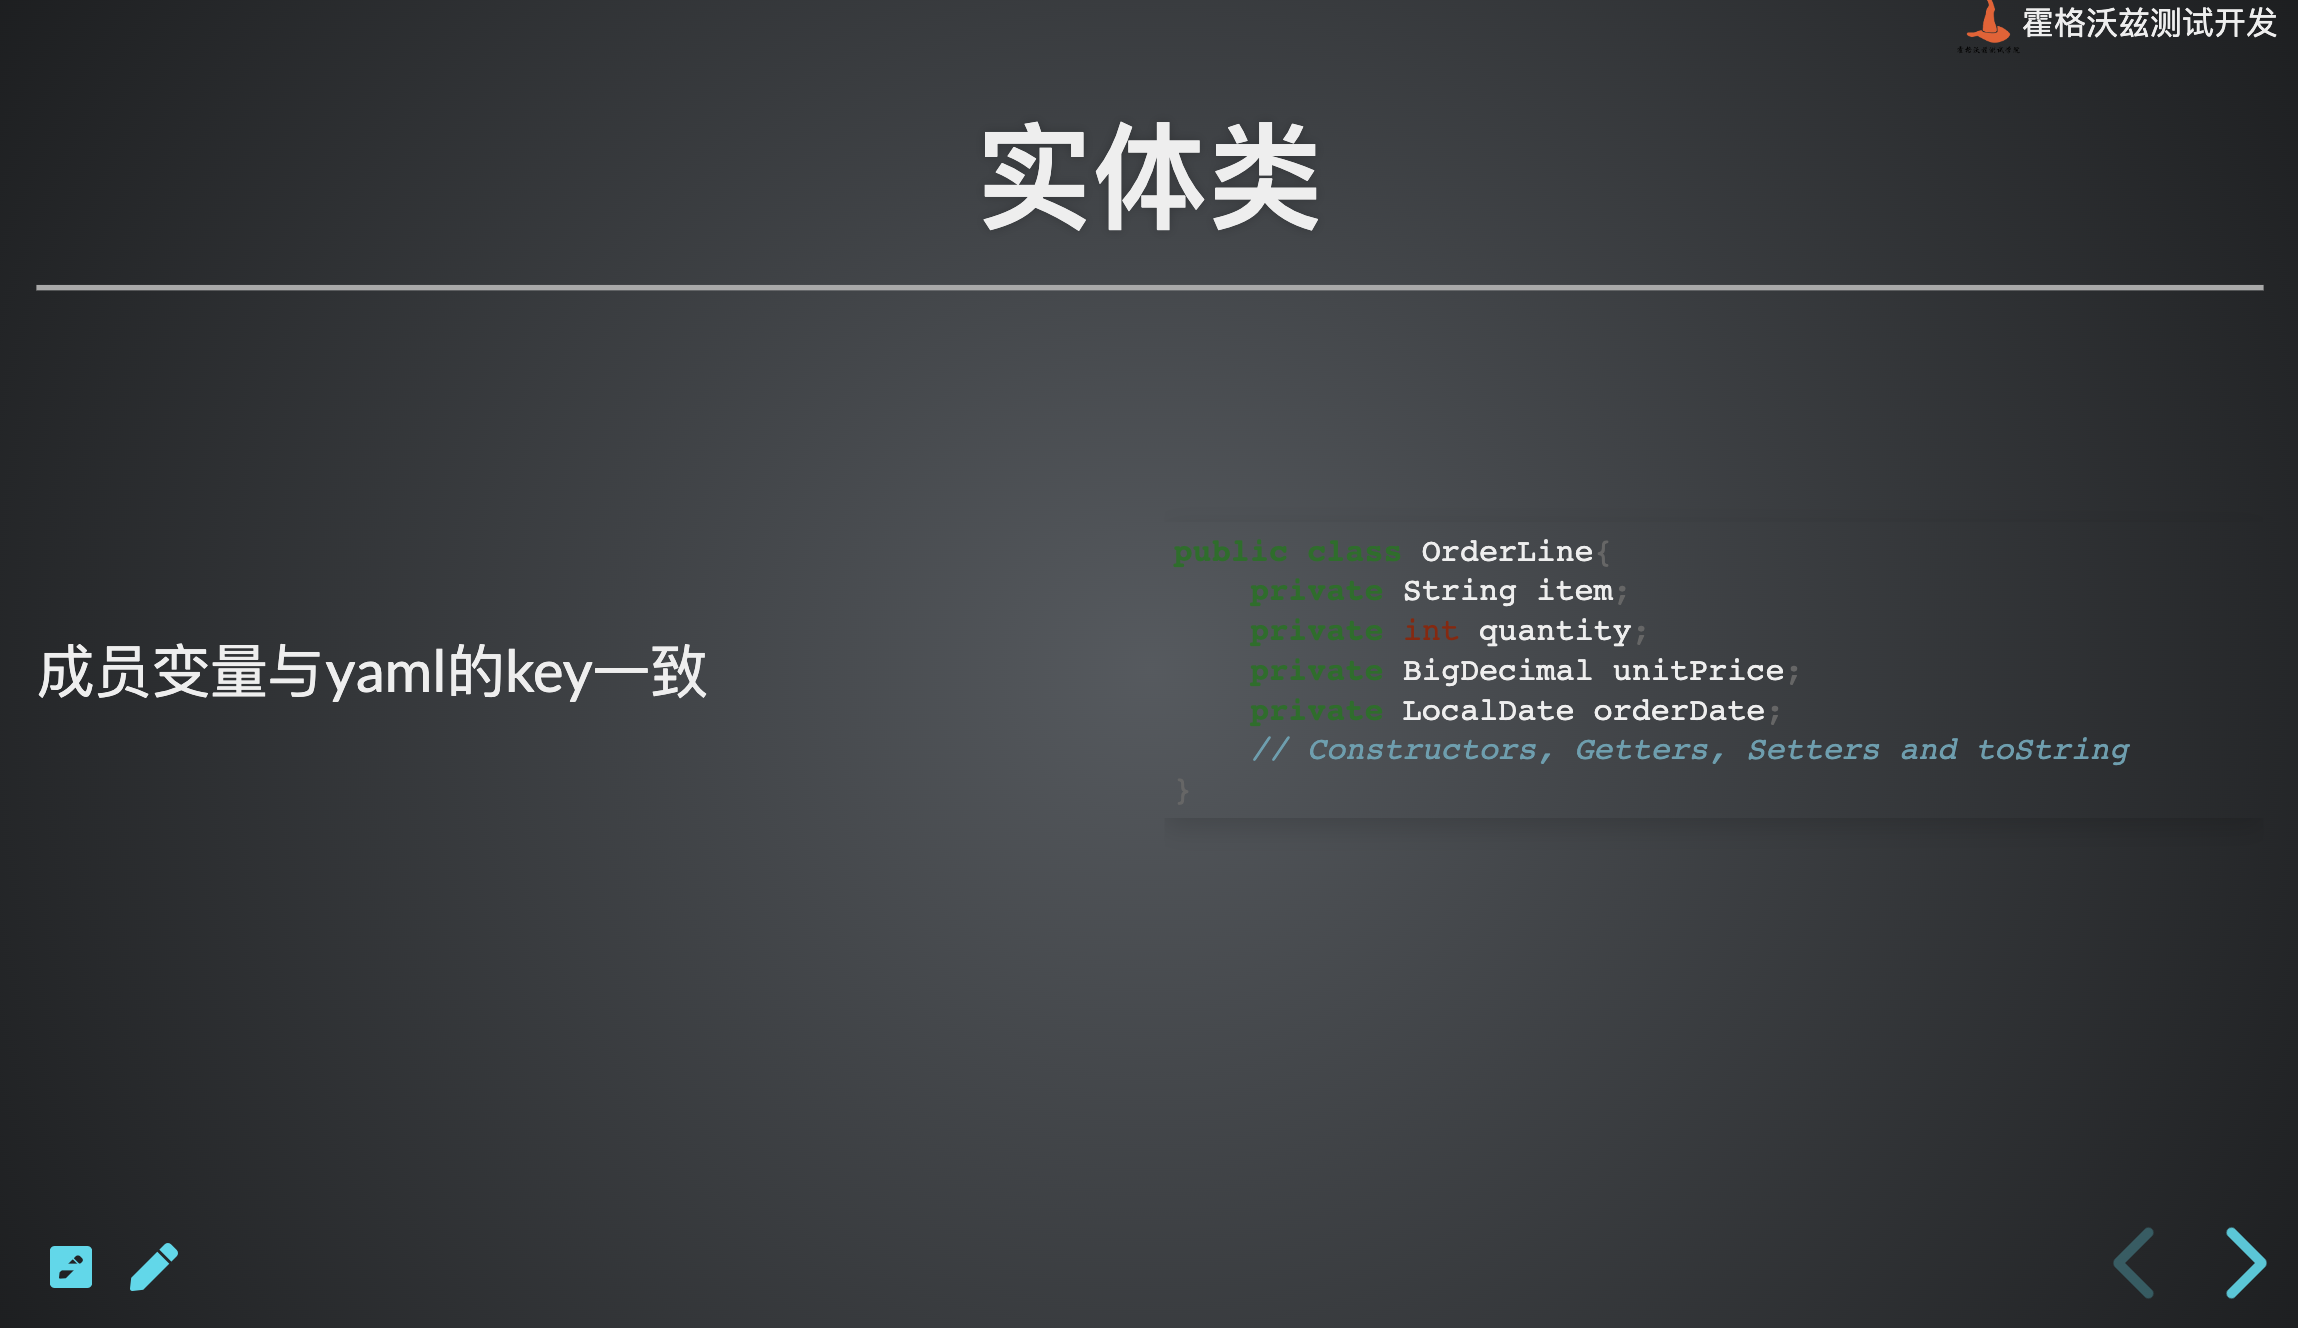 霍格沃兹测试开发
实体类
成员变量与yaml的key一致
public class OrderLine{
    private String item;
    private int quantity;
    private BigDecimal unitPrice;
    private LocalDate orderDate;
    // Constructors, Getters, Setters and toString
}